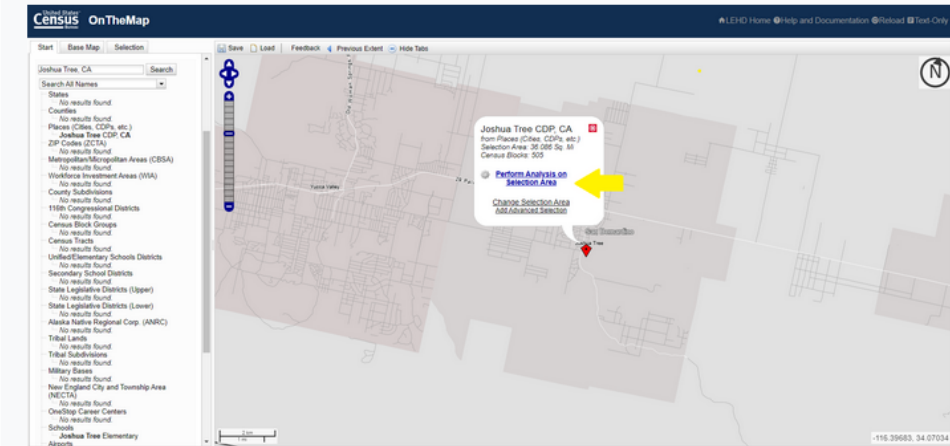 United States®
Census
Bureau
OnTheMap
LEHD Home Help and Documentation Reload Text-Only
Start Base Map Selection
Save Load Feedback Previous Extent Hide Tabs
Joshua Tree, CA Search
Search All Names
States
No results found.
Counties
No results found.
Places (Cities, CDPs, etc.)
Joshua Tree CDP, CA
ZIP Codes (ZCTA)
No results found.
Metropolitan/Micropolitan Areas (CBSA)
No results found.
Workforce Investment Areas (WIA)
No results found.
County Subdivisions
No results found.
116th Congressional Districts
No results found.
Census Block Groups
No results found.
Census Tracts
No results found.
Unified/Elementary Schools Districts
No results found.
Secondary School Districts
No results found.
State Legislative Districts (Upper)
No results found.
State Legislative Districts (Lower)
No results found.
Alaska Native Regional Corp. (ANRC)
No results found.
Tribal Lands
No results found.
Tribal Subdivisions
No results found.
Military Bases
No results found.
New England City and Township Area
(NECTA)
No results found.
OneStop Career Centers
No results found.
Schools
Joshua Tree Elementary
Airports
N
Joshua Tree CDP, CA
from Places (Cities, CDPs, etc.)
Selection Area: 36.086 Sq. Mi
Census Blocks: 505
Perform Analysis on
Selection Area
Change Selection Area
Add Advanced Selection
Yucca Valley
San Bernardino
Joshua Tree
2 km
1 mi
-116.39683, 34.07034